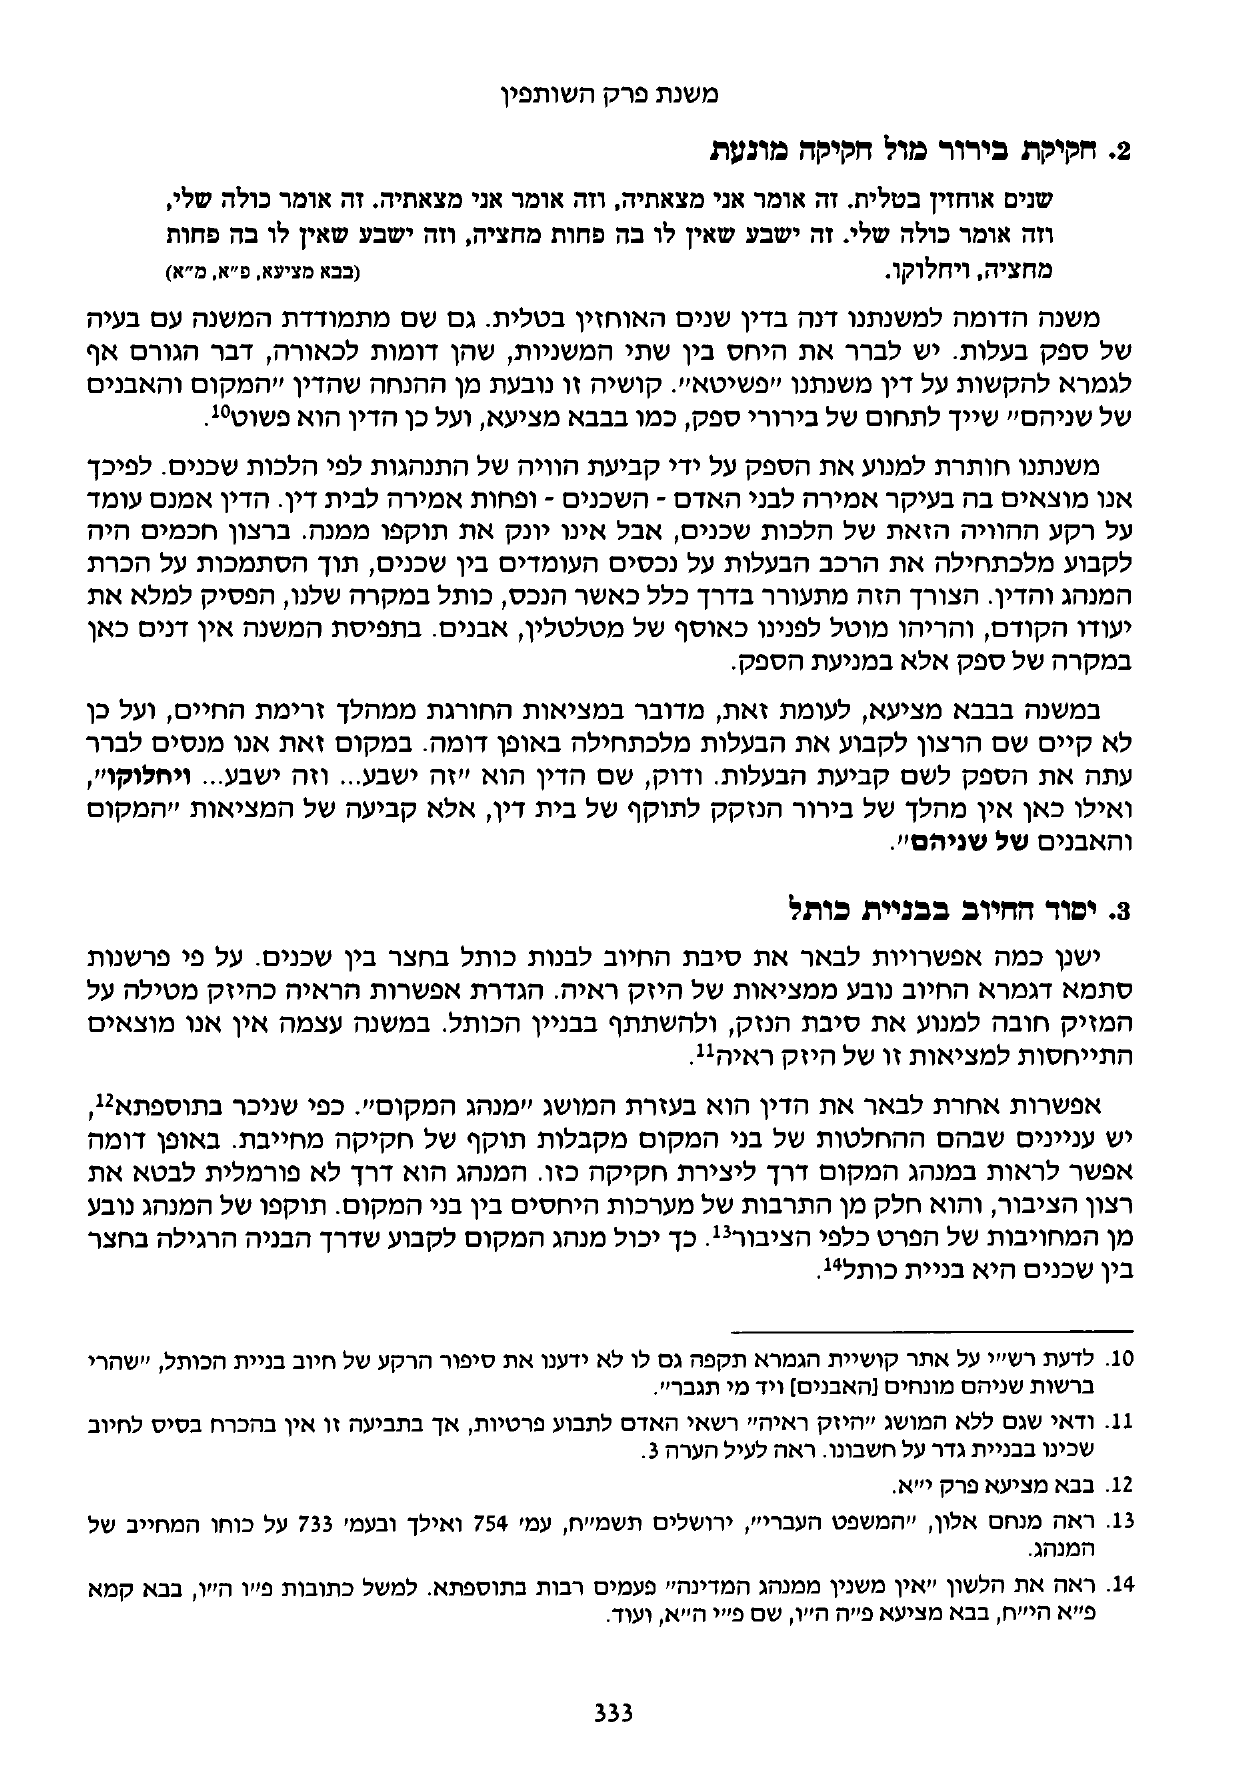 משנת פרק השותפין
2. חקיקת בירור מול חקיקה מונעת
שנים אוחזין בטלית. זה אומר אני מצאתיה, וזה אומר אני מצאתיה. זה אומר כולה שלי,
וזה אומר כולה שלי. זה ישבע שאין לו בה פחות מחציה, וזה ישבע שאין לו בה פחות
מחציה, ויחלוקו. (בבא מציעא, פ״א, מ״א)
משנה הדומה למשנתנו דנה בדין שנים האוחזין בטלית. גם שם מתמודדת המשנה עם בעיה
של ספק בעלות. יש לברר את היחס בין שתי המשניות, שהן דומות לכאורה, דבר הגורם אף
לגמרא להקשות על דין משנתנו ״פשיטא״. קושיה זו נובעת מן ההנחה שהדין ״המקום והאבנים
של שניהם״ שייך לתחום של בירורי ספק, כמו בבבא מציעא, ועל כן הדין הוא פשוט10.
משנתנו חותרת למנוע את הספק על ידי קביעת הוויה של התנהגות לפי הלכות שכנים. לפיכך
אנו מוצאים בה בעיקר אמירה לבני האדם - השכנים - ופחות אמירה לבית דין. הדין אמנם עומד
על רקע ההוויה הזאת של הלכות שכנים, אבל אינו יונק את תוקפו ממנה. ברצון חכמים היה
לקבוע מלכתחילה את הרכב הבעלות על נכסים העומדים בין שכנים, תוך הסתמכות על הכרת
המנהג והדין. הצורך הזה מתעורר בדרך כלל כאשר הנכס, כותל במקרה שלנו, הפסיק למלא את
יעודו הקודם, והריהו מוטל לפנינו כאוסף של מטלטלין, אבנים. בתפיסת המשנה אין דנים כאן
במקרה של ספק אלא במניעת הספק.
במשנה בבבא מציעא, לעומת זאת, מדובר במציאות החורגת ממהלך זרימת החיים, ועל כן
לא קיים שם הרצון לקבוע את הבעלות מלכתחילה באופן דומה. במקום זאת אנו מנסים לברר
עתה את הספק לשם קביעת הבעלות. ודוק, שם הדין הוא ״זה ישבע... וזה ישבע... ויחלוקו״,
ואילו כאן אין מהלך של בירור הנזקק לתוקף של בית דין, אלא קביעה של המציאות ״המקום
והאבנים של שניהם״.
3. יסוד החיוב בבניית כותל
ישנן כמה אפשרויות לבאר את סיבת החיוב לבנות כותל בחצר בין שכנים. על פי פרשנות
סתמא דגמרא החיוב נובע ממציאות של היזק ראיה. הגדרת אפשרות הראיה כהיזק מטילה על
המזיק חובה למנוע את סיבת הנזק, ולהשתתף בבניין הכותל. במשנה עצמה אין אנו מוצאים
התייחסות למציאות זו של היזק ראיה11.
אפשרות אחרת לבאר את הדין הוא בעזרת המושג ״מנהג המקום״. כפי שניכר בתוספתא12,
יש עניינים שבהם ההחלטות של בני המקום מקבלות תוקף של חקיקה מחייבת. באופן דומה
אפשר לראות במנהג המקום דרך ליצירת חקיקה כזו. המנהג הוא דרך לא פורמלית לבטא את
רצון הציבור, והוא חלק מן התרבות של מערכות היחסים בין בני המקום. תוקפו של המנהג נובע
מן המחויבות של הפרט כלפי הציבור13. כך יכול מנהג המקום לקבוע שדרך הבניה הרגילה בחצר
בין שכנים היא בניית כותל14.
10. לדעת רש״י על אתר קושיית הגמרא תקפה גם לו לא ידענו את סיפור הרקע של חיוב בניית הכותל, ״שהרי
ברשות שניהם מונחים [האבנים] ויד מי תגבר״.
11. ודאי שגם ללא המושג ״היזק ראיה״ רשאי האדם לתבוע פרטיות, אך בתביעה זו אין בהכרח בסיס לחיוב
שכינו בבניית גדר על חשבונו. ראה לעיל הערה 3.
12. בבא מציעא פרק י״א.
13. ראה מנחם אלון, ״המשפט העברי״, ירושלים תשמ״ח, עמ׳ 754 ואילך ובעמ׳ 733 על כוחו המחייב של
המנהג.
14. ראה את הלשון ״אין משנין ממנהג המדינה״ פעמים רבות בתוספתא. למשל כתובות פ״ו ה״ו, בבא קמא
פ״א הי״ח, בבא מציעא פ״ה ה״ו, שם פ״י ה״א, ועוד.
333